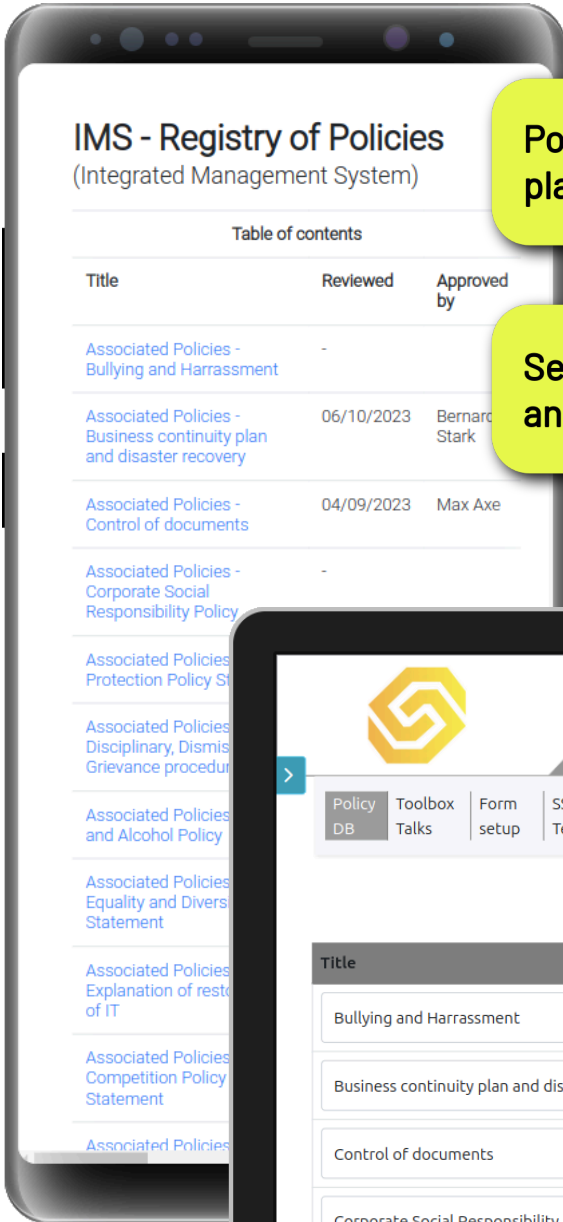 IMS - Registry of Policies
(Integrated Management System)
Table of contents
Title Reviewed Approved
by
Associated Policies -
Bullying and Harrassment
-
Associated Policies -
Business continuity plan
and disaster recovery
06/10/2023
Stark
Associated Policies -
Control of documents
04/09/2023 Max Axe
Associated Policies -
Corporate Social
Responsibility Policy
-
Associated Policies
Protection Policy
Associated Policies
Disciplinary,
Grievance
Associated Policies
and Alcohol Policy
Associated Policies
Equality and
Statement
Associated Policies
Explanation of
of IT
Associated Policies
Competition Policy
Statement
Associated Policies
Policy
DB
Toolbox
Talks
Form
setup
Title
Bullying and Harrassment
Business continuity plan and
Control of documents
Corporate Social Responsibility